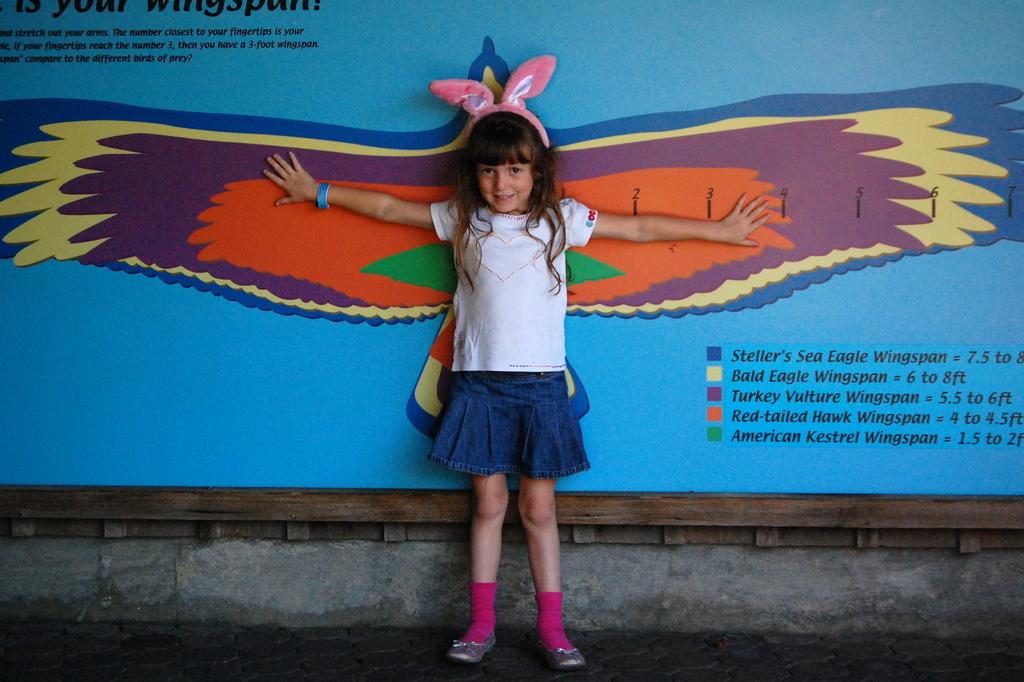 is your wingspan!
nd stretch out your arms. The number closest to your fingertips is your
le, if your fingertips reach the number 3, then you have a 3-foot wingspan.
span" compare to the different birds of prey?
1 2 3 4 5 6 7
Steller's Sea Eagle Wingspan = 7.5 to 8
Bald Eagle Wingspan = 6 to 8ft
Turkey Vulture Wingspan = 5.5 to 6ft
Red-tailed Hawk Wingspan = 4 to 4.5ft
American Kestrel Wingspan = 1.5 to 2f